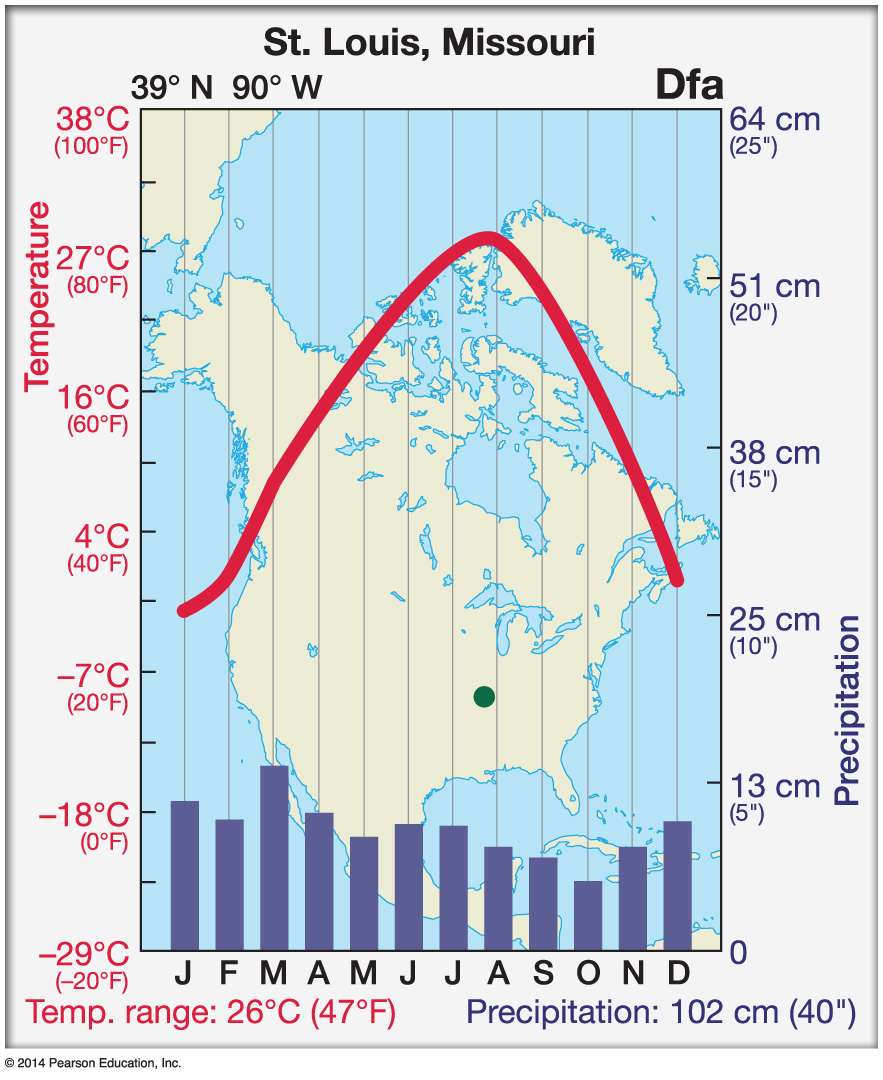 St. Louis, Missouri
39° N 90° W
Dfa
Temperature
38°C
(100°F)
27°C
(80°F)
16°C
(60°F)
4°C
(40°F)
–7°C
(20°F)
–18°C
(0°F)
–29°C
(–20°F)
64 cm
(25")
51 cm
(20")
38 cm
(15")
25 cm
(10")
13 cm
(5")
0
Precipitation
J F M A M J J A S O N D
Temp. range: 26°C (47°F)
Precipitation: 102 cm (40")
© 2014 Pearson Education, Inc.